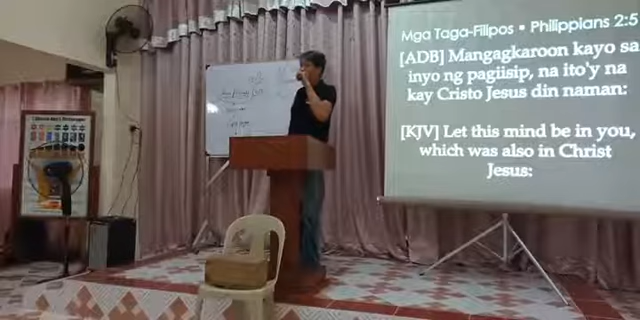 Mga Taga-Filipos • Philippians 2:5
[ADB] Mangagkaroon kayo sa
inyo ng pagiisip, na ito'y na
kay Cristo Jesus din naman:
[KJV] Let this mind be in you,
which was also in Christ
Jesus: